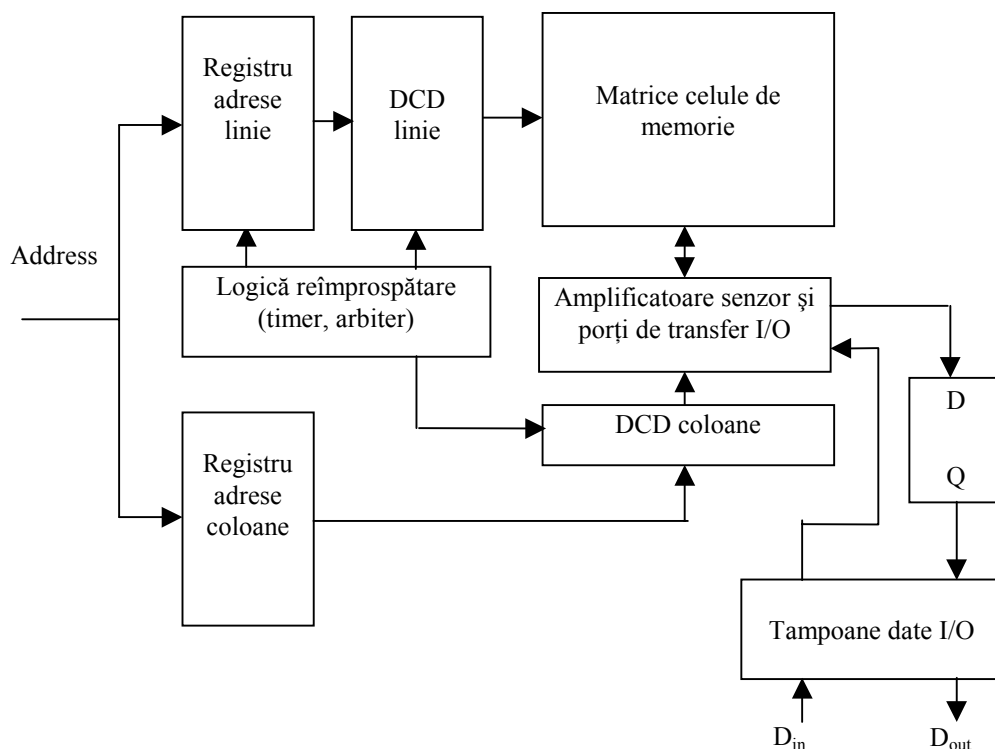 Registru
adrese
linie
DCD
linie
Matrice celule de
memorie
Address
Logică reîmprospătare
(timer, arbiter)
Amplificatoare senzor şi
porți de transfer I/O
D
Q
DCD coloane
Registru
adrese
coloane
Tampoane date I/O
Din
Dout